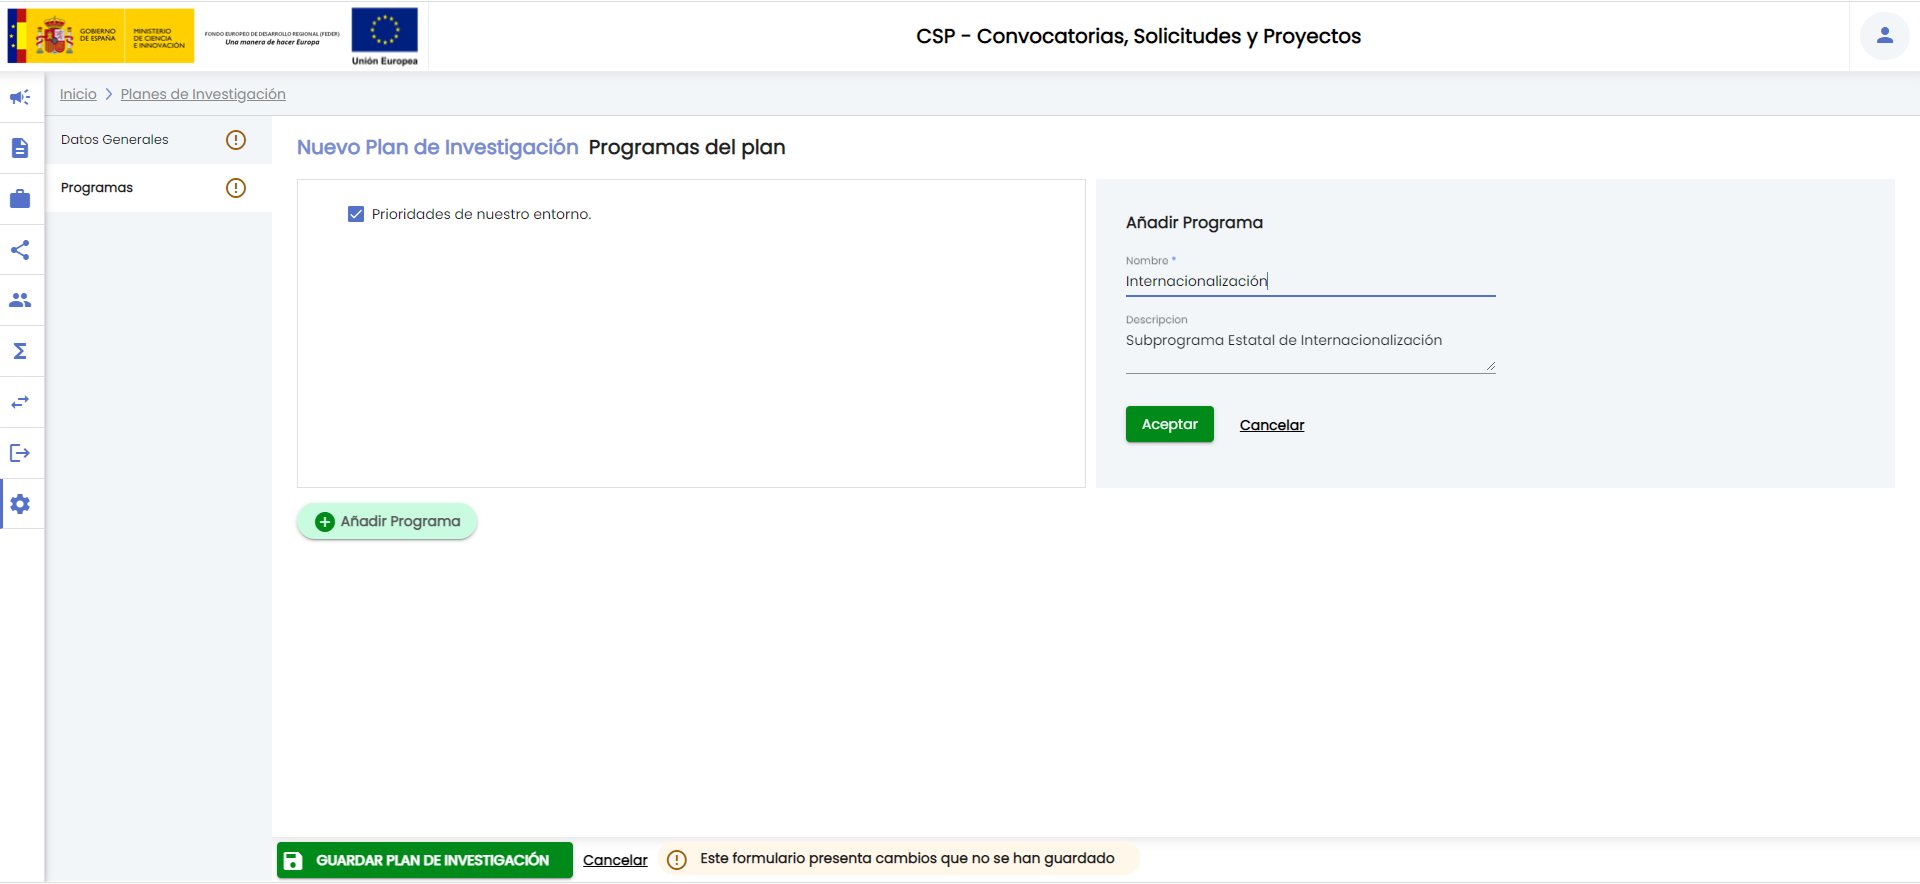 GOBIERNO
DE ESPAÑA
MINISTERIO
DE CIENCIA
E INNOVACIÓN
FONDO EUROPEO DE DESARROLLO REGIONAL (FEDER)
Una manera de hacer Europa
Unión Europea
CSP - Convocatorias, Solicitudes y Proyectos
Inicio > Planes de Investigación
Datos Generales
Programas
Nuevo Plan de Investigación Programas del plan
Prioridades de nuestro entorno.
Añadir Programa
Nombre *
Internacionalización
Descripcion
Subprograma Estatal de Internacionalización
Aceptar Cancelar
Añadir Programa
GUARDAR PLAN DE INVESTIGACIÓN Cancelar Este formulario presenta cambios que no se han guardado